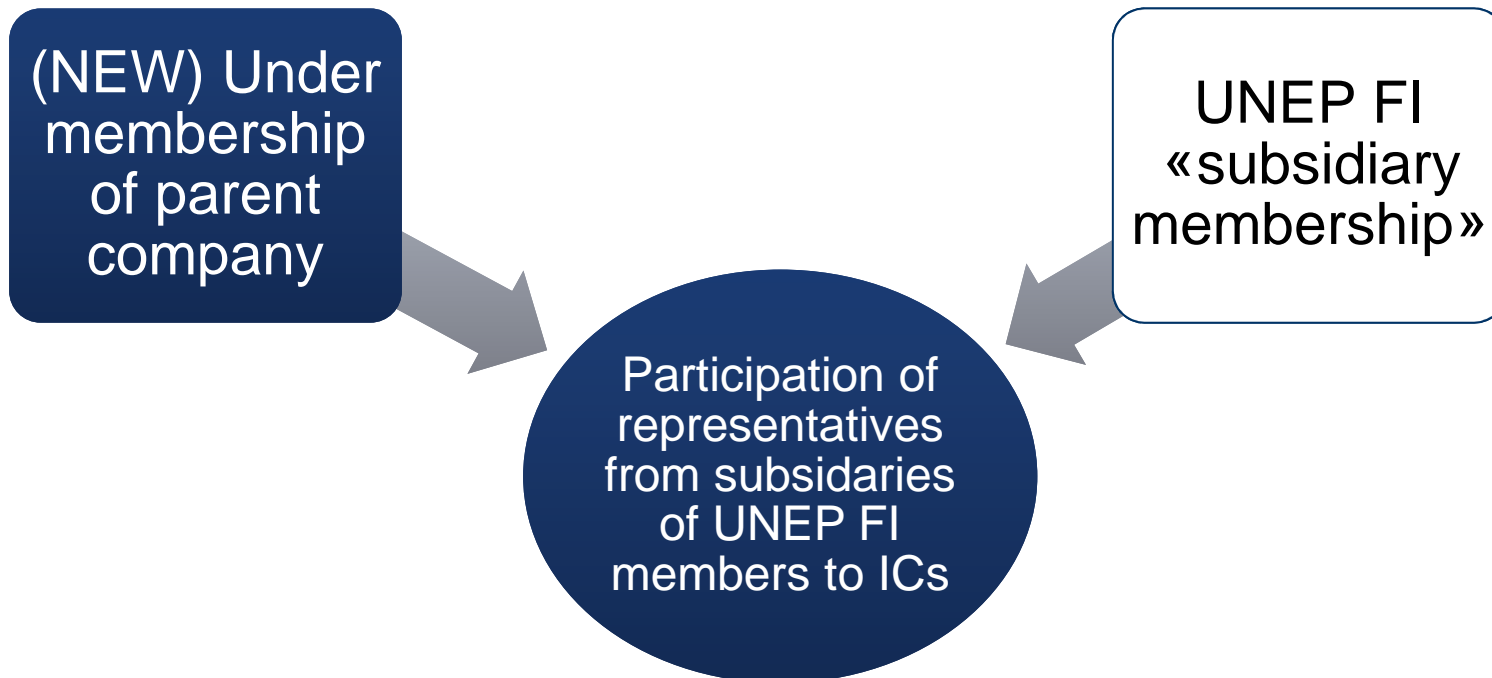 (NEW) Under
membership
of parent
company
UNEP FI
«subsidiary
membership»
Participation of
representatives
from subsidaries
of UNEP FI
members to ICs